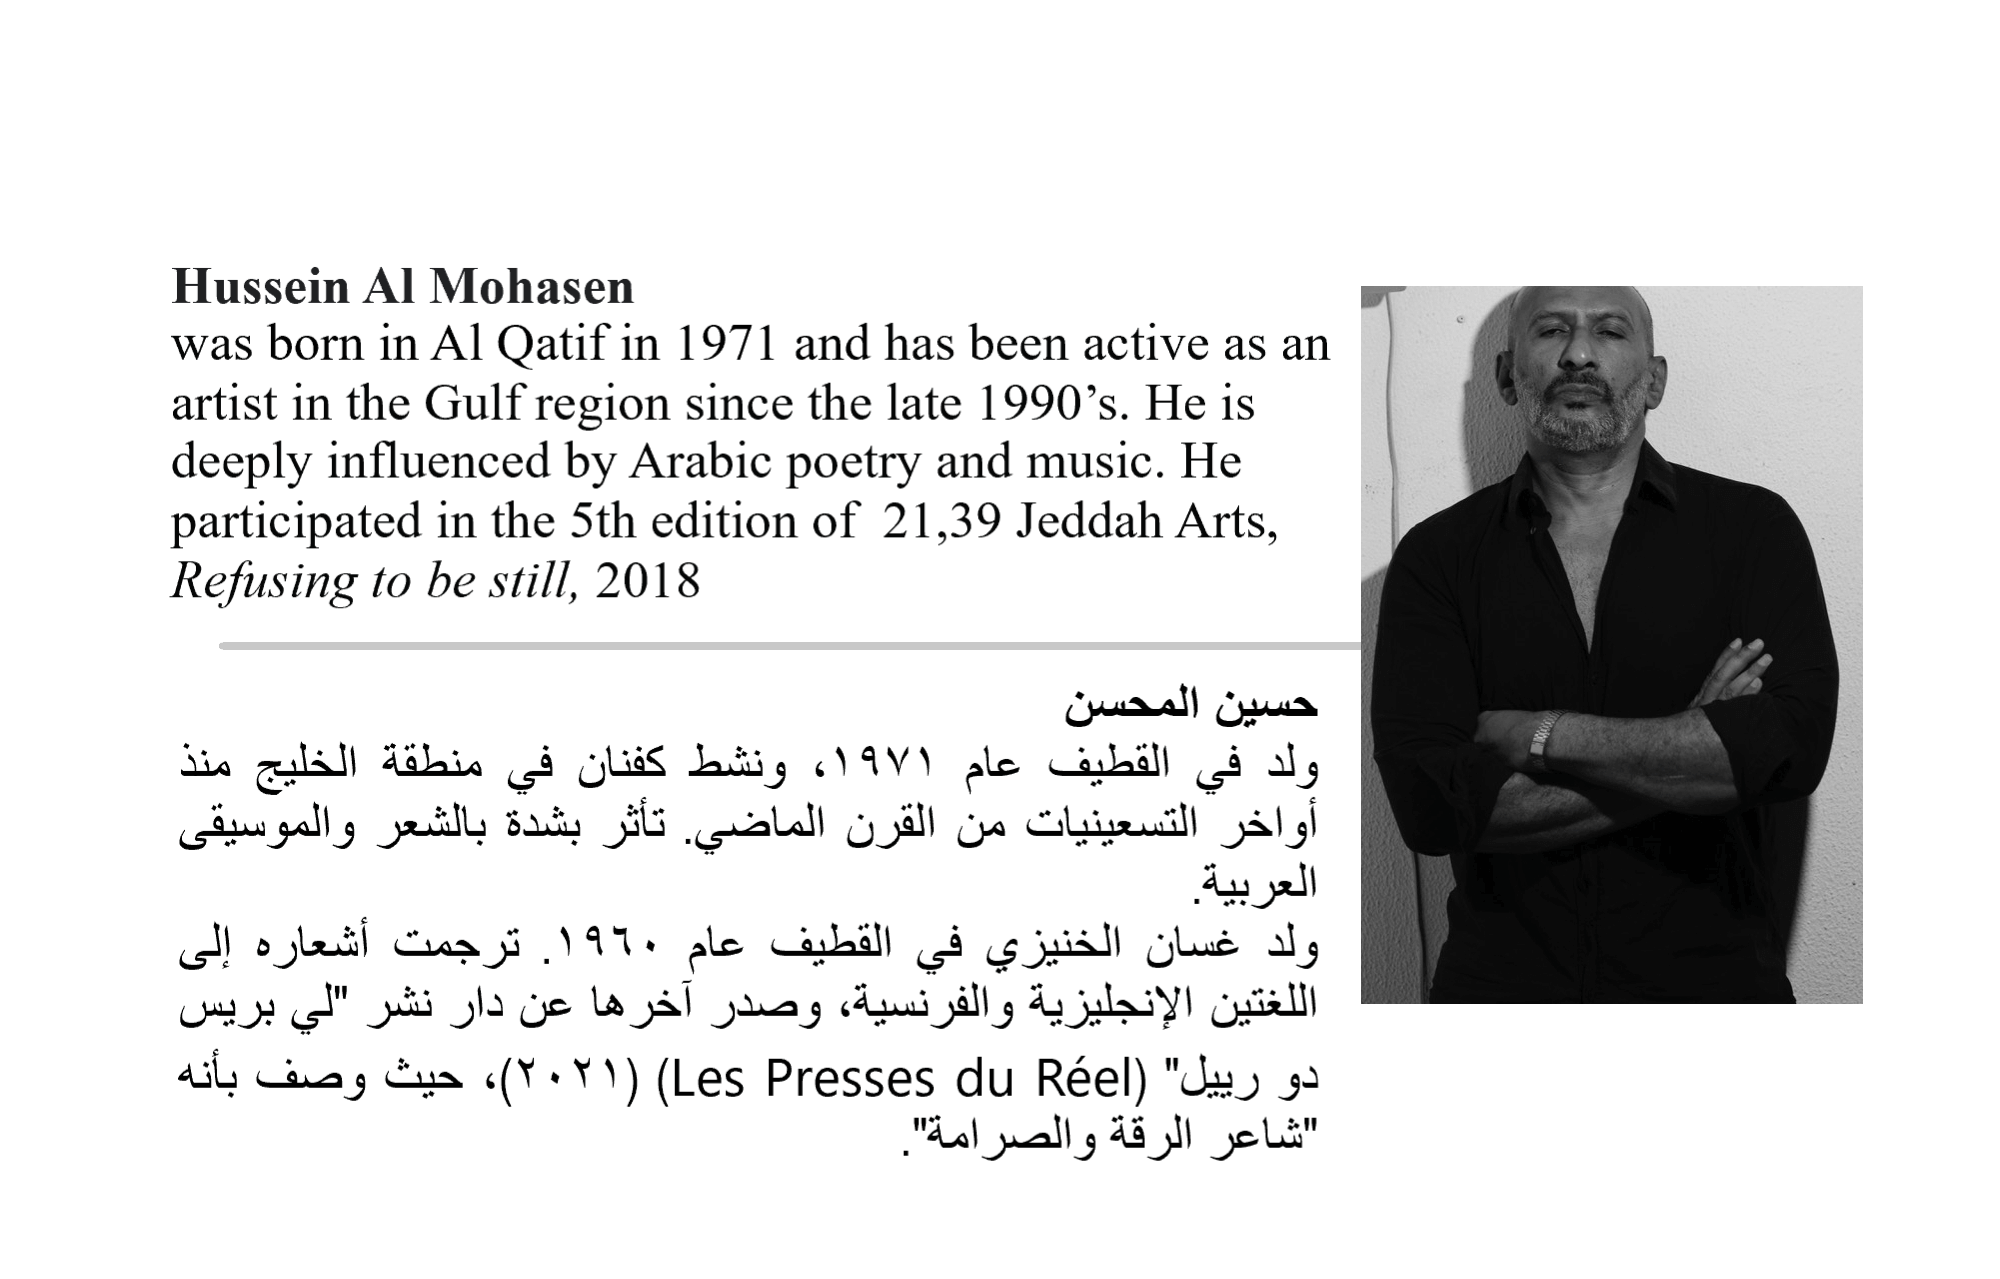 Hussein Al Mohasen
was born in Al Qatif in 1971 and has been active as an
artist in the Gulf region since the late 1990’s. He is
deeply influenced by Arabic poetry and music. He
participated in the 5th edition of  21,39 Jeddah Arts,
Refusing to be still, 2018
حسين المحسن
ولد في القطيف عام ١٩٧١، ونشط كفنان في منطقة الخليج منذ
أواخر التسعينيات من القرن الماضي. تأثر بشدة بالشعر والموسيقى
العربية.
ولد غسان الخنيزي في القطيف عام ١٩٦٠. ترجمت أشعاره إلى
اللغتين الإنجليزية والفرنسية، وصدر آخرها عن دار نشر "لي بريس
دو رييل" (Les Presses du Réel) (٢٠٢١)، حيث وصف بأنه
"شاعر الرقة والصرامة".